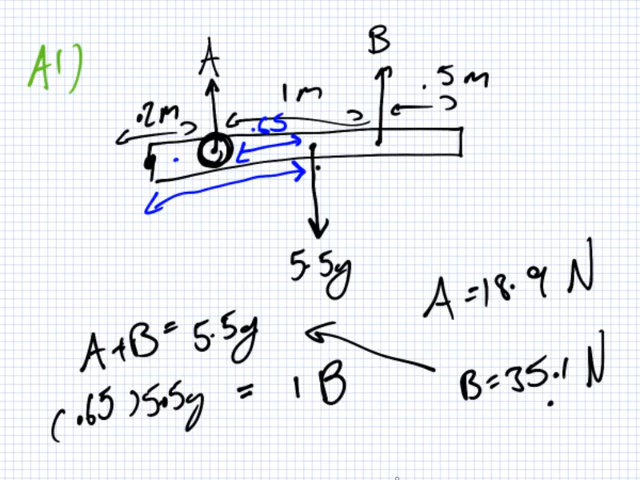 A1)
A
B
.2m
1m
.5m
.65
5.5g
A = 18.9 N
A+B = 5.5g
B = 35.1 N
(.65)5.5g = 1B